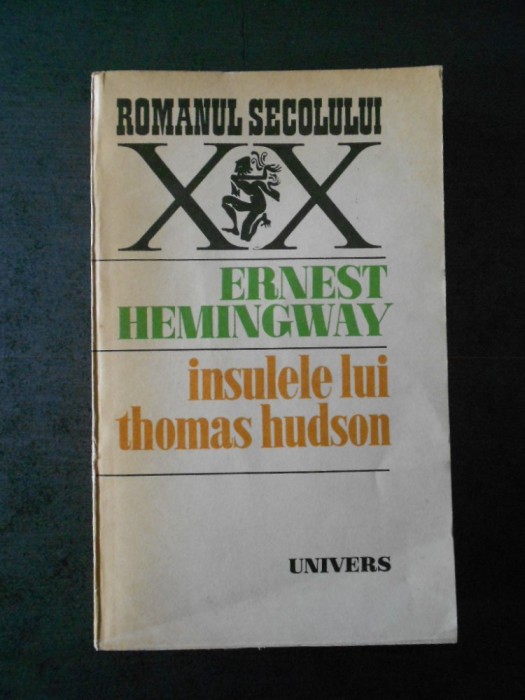 ROMANUL SECOLULUI
XX
ERNEST
HEMINGWAY
insulele lui
thomas hudson
UNIVERS